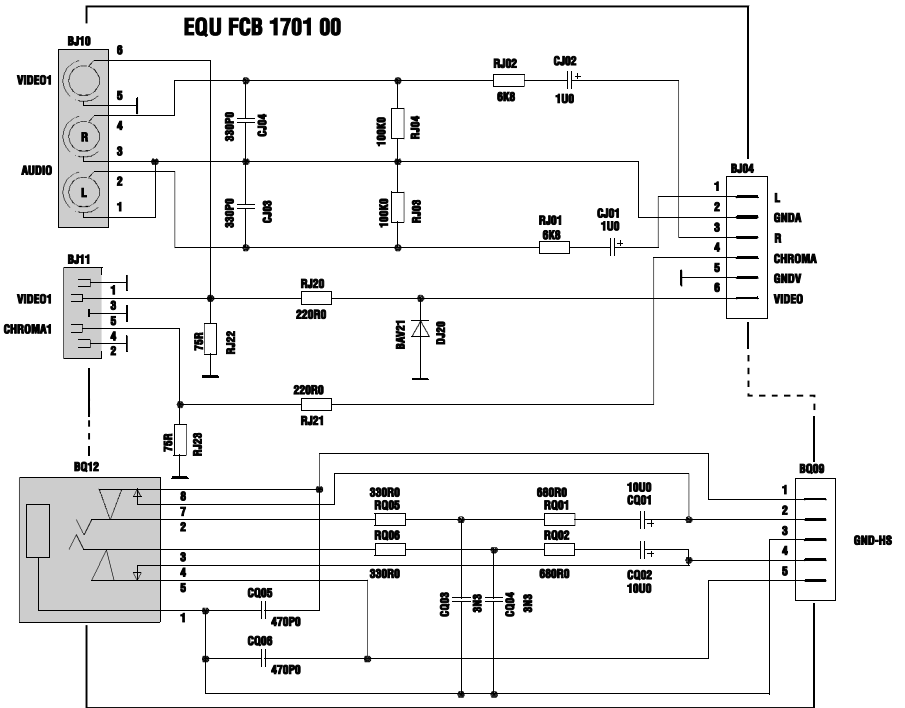 EQU FCB 1701 00
BJ10
6
VIDEO1
5
4
R
AUDIO
3
2
L
1
330P0
CJ04
330P0
CJ03
100K0
RJ04
100K0
RJ03
RJ02
6K8
CJ02
+
1U0
RJ01
6K8
CJ01
1U0
+
BJ04
1
L
2
GNDA
3
R
4
CHROMA
5
GNDV
6
VIDEO
BJ11
VIDEO1
1
3
CHROMA1
5
4
2
RJ20
220R0
75R
RJ22
BAV21
DJ20
220R0
RJ21
75R
RJ23
BQ12
8
7
2
3
4
5
1
330R0
RQ05
RQ06
330R0
680R0
RQ01
RQ02
680R0
10U0
CQ01
+
+
CQ02
10U0
CQ05
470P0
CQ06
470P0
CQ03
3N3
CQ04
3N3
BQ09
1
2
3
GND-HS
4
5